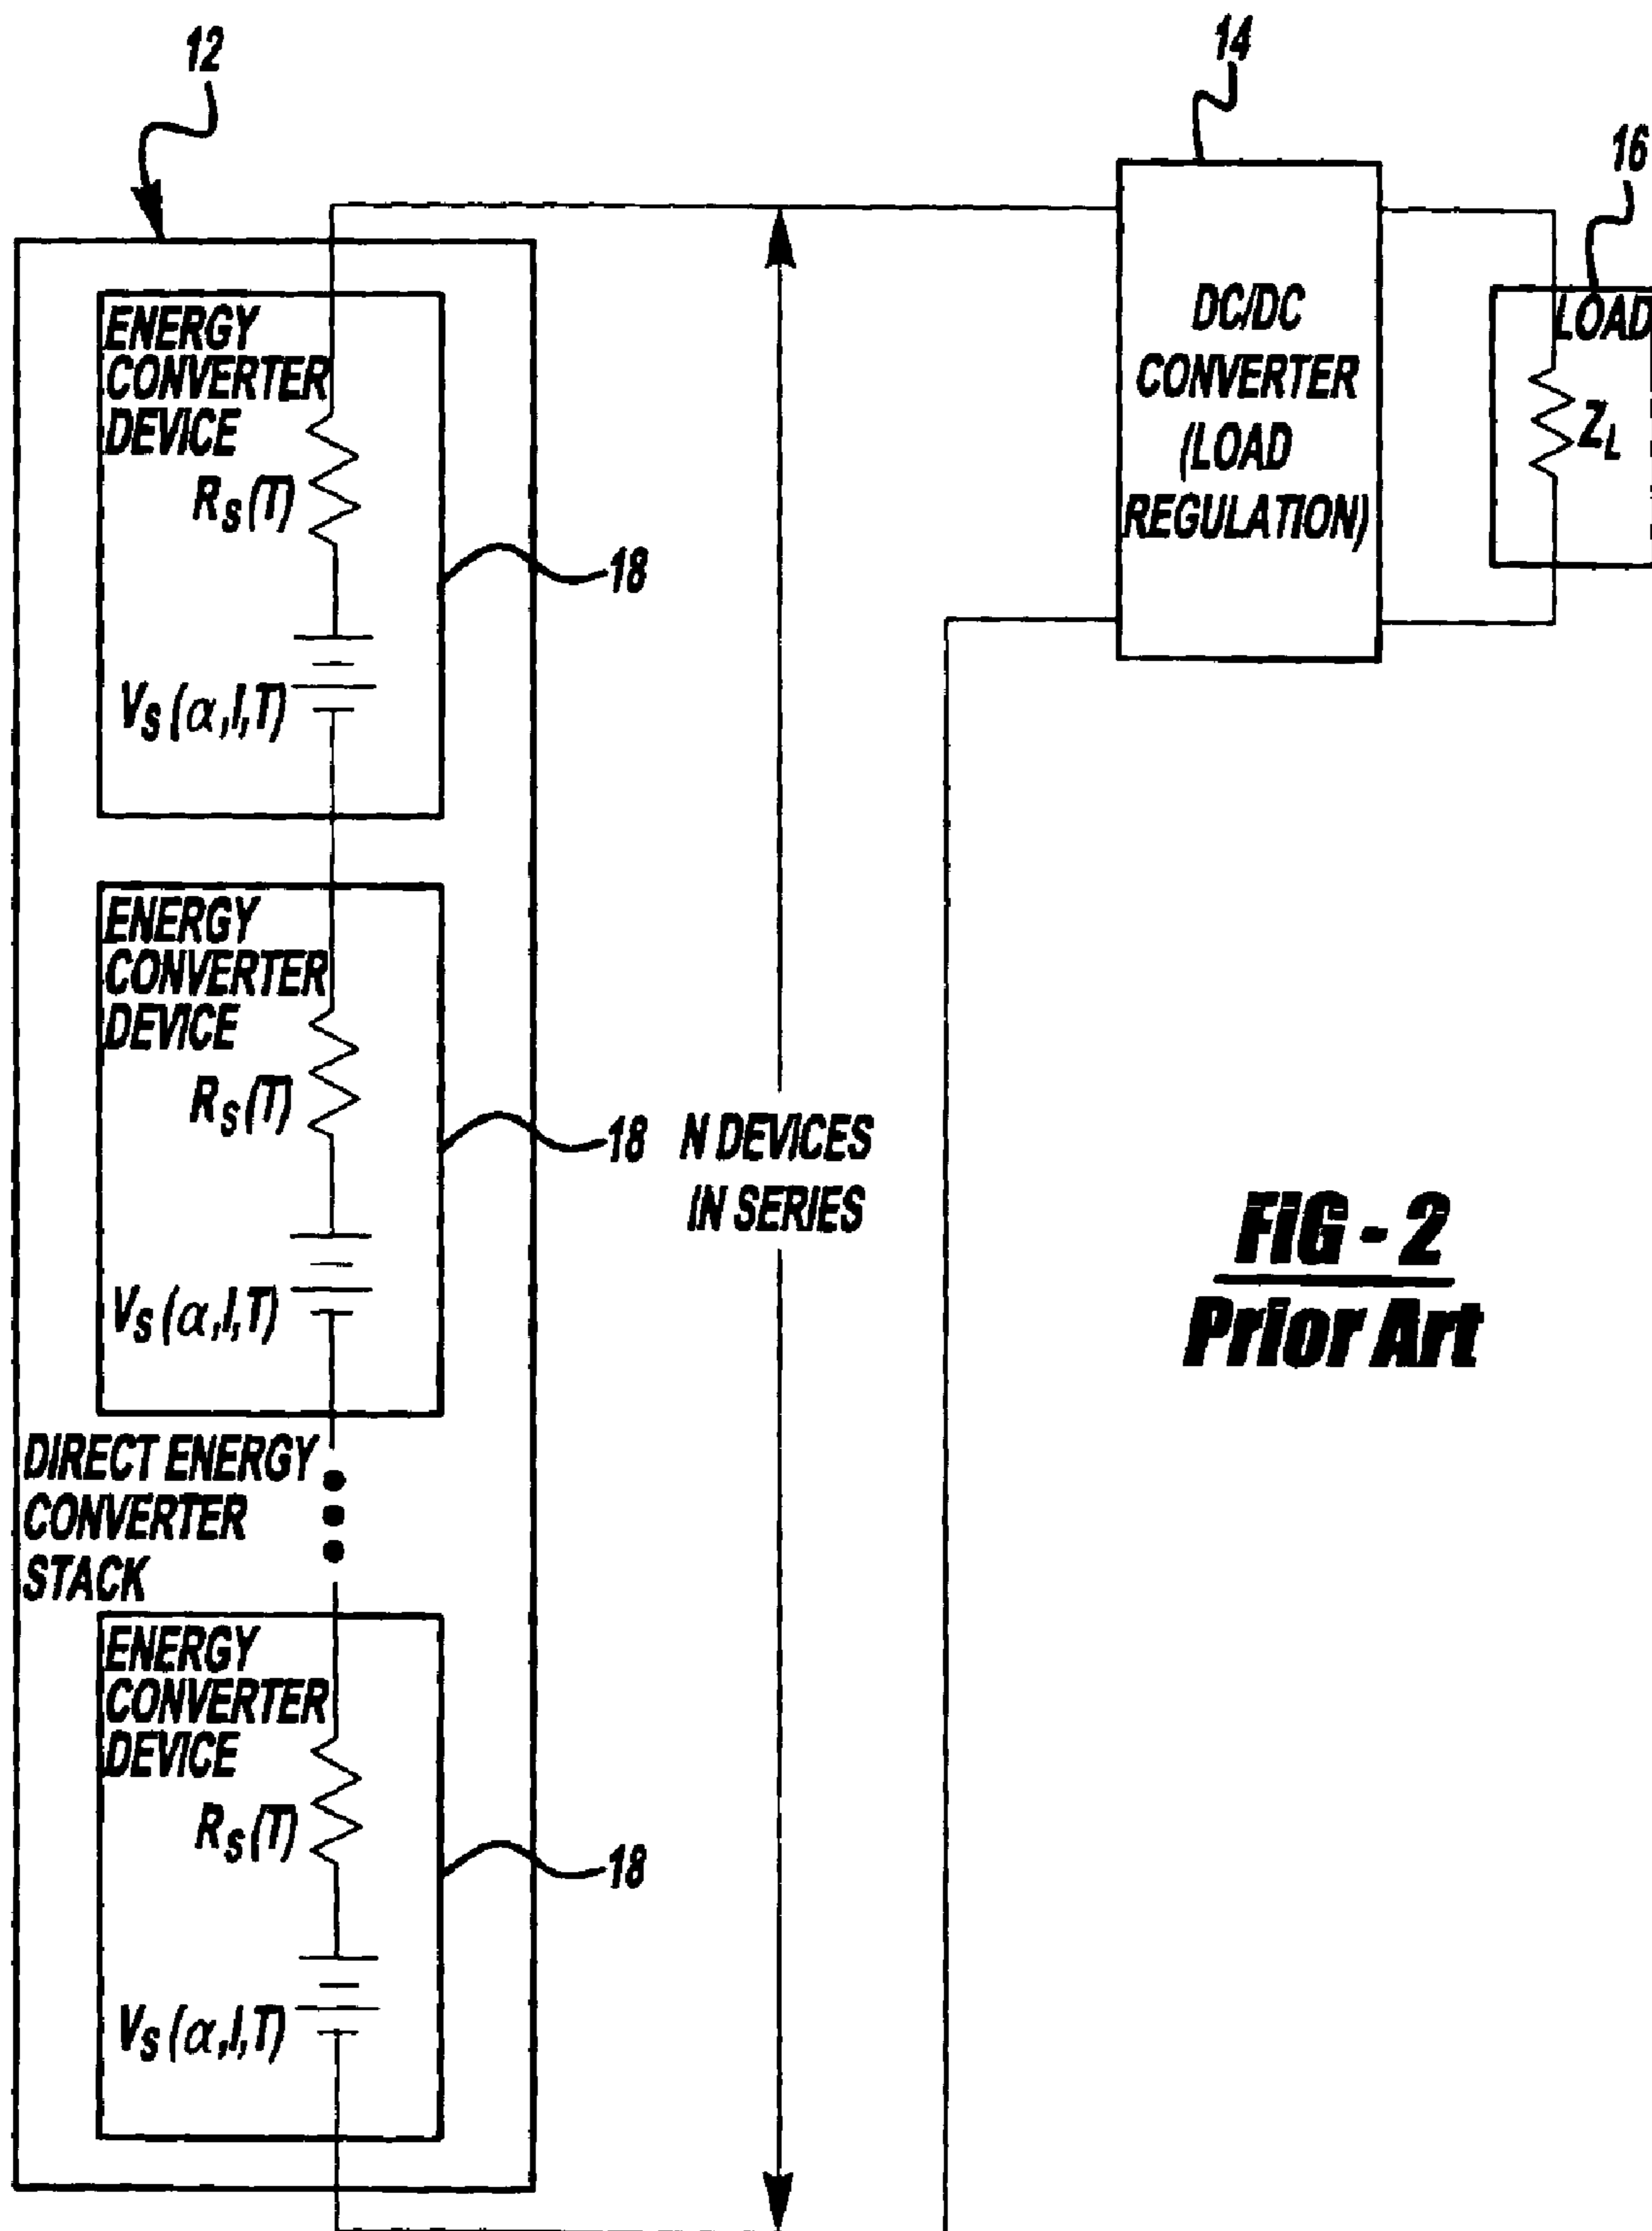 12
14
16
ENERGY
CONVERTER
DEVICE
R_S(T)
V_S(α,I,T)
18
DC/DC
CONVERTER
(LOAD
REGULATION)
LOAD
Z_L
ENERGY
CONVERTER
DEVICE
R_S(T)
V_S(α,I,T)
18
N DEVICES
IN SERIES
DIRECT ENERGY
CONVERTER
STACK
ENERGY
CONVERTER
DEVICE
R_S(T)
V_S(α,I,T)
18
FIG - 2
Prior Art